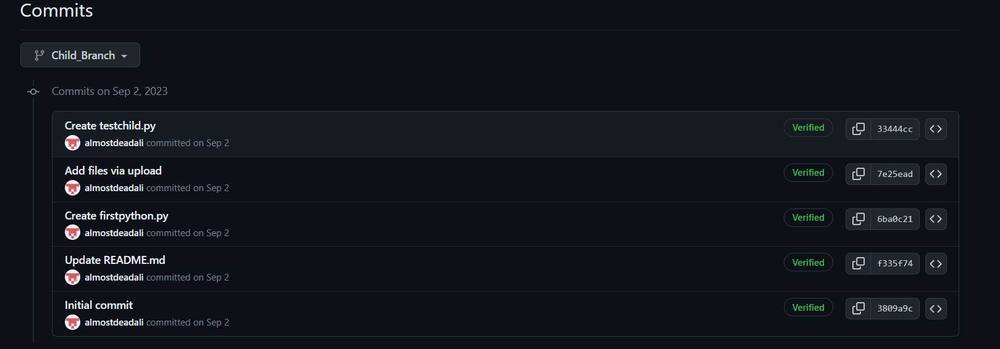 Commits
Child_Branch
Commits on Sep 2, 2023
Create testchild.py
almostdeadali committed on Sep 2
Verified
33444cc
Add files via upload
almostdeadali committed on Sep 2
Verified
7e25ead
Create firstpython.py
almostdeadali committed on Sep 2
Verified
6ba0c21
Update README.md
almostdeadali committed on Sep 2
Verified
f335f74
Initial commit
almostdeadali committed on Sep 2
Verified
3809a9c